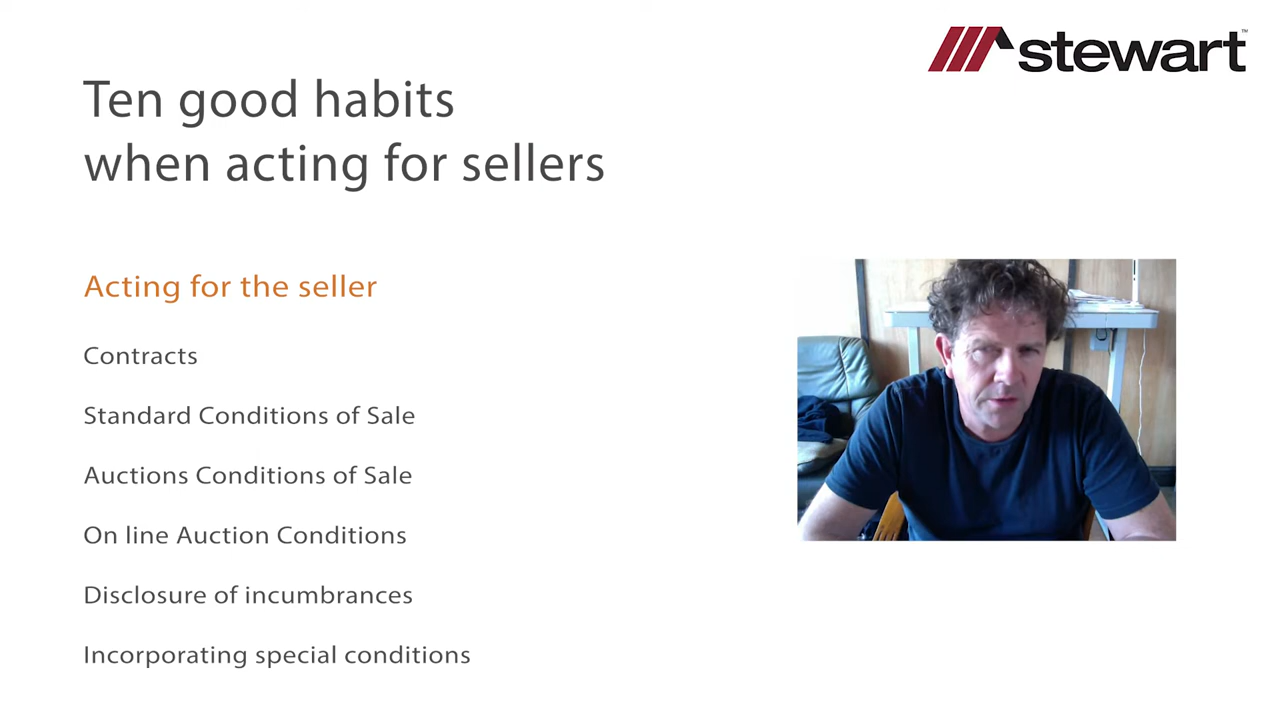 stewart™
Ten good habits
when acting for sellers
Acting for the seller
Contracts
Standard Conditions of Sale
Auctions Conditions of Sale
On line Auction Conditions
Disclosure of incumbrances
Incorporating special conditions